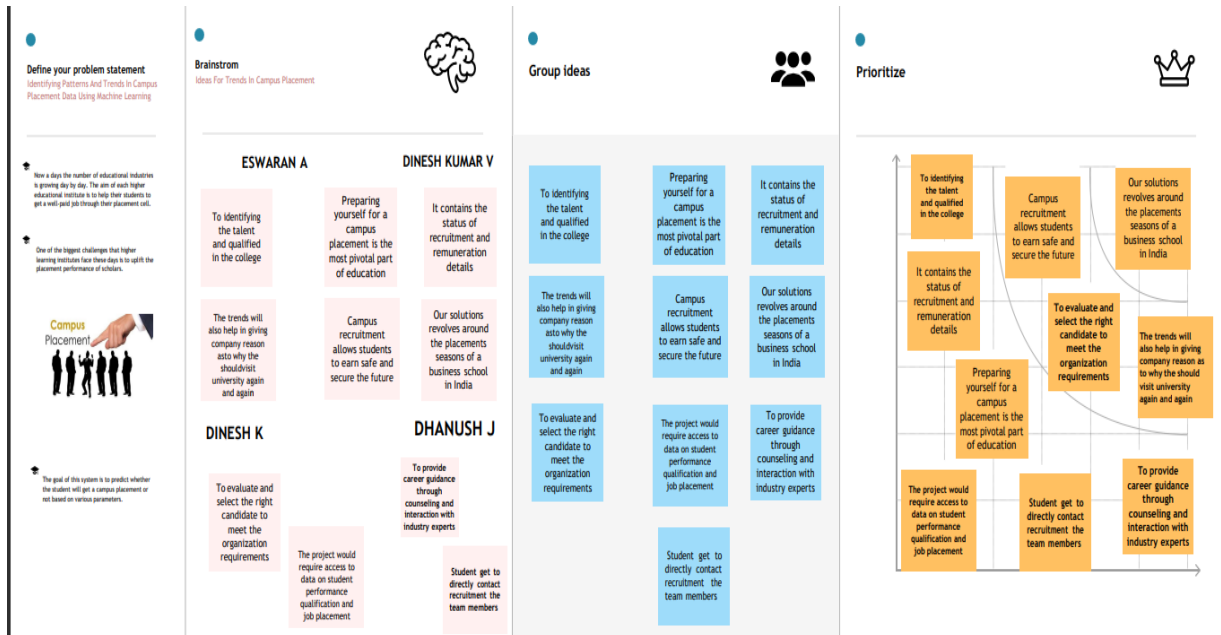 Define your problem statement
Identifying Patterns And Trends In Campus
Placement Data Using Machine Learning
Now a days the number of educational industries
is growing day by day. The aim of each higher
educational institute is to help their students to
get a well-paid job through their placement cell.
One of the biggest challenges that higher
learning institutes face these days is to uplift the
placement performance of scholars.
Campus
Placement
The goal of this system is to predict whether
the student will get a campus placement or
not based on various parameters.
Brainstrom
Ideas For Trends In Campus Placement
ESWARAN A
DINESH KUMAR V
To identifying
the talent
and qualified
in the college
Preparing
yourself for a
campus
placement is the
most pivotal part
of education
It contains the
status of
recruitment and
remuneration
details
The trends will
also help in giving
company reason
asto why the
shouldvisit
university again
and again
Campus
recruitment
allows students
to earn safe and
secure the future
Our solutions
revolves around
the placements
seasons of a
business school
in India
DINESH K
DHANUSH J
To evaluate and
select the right
candidate to
meet the
organization
requirements
The project would
require access to
data on student
performance
qualification and
job placement
To provide
career guidance
through
counseling and
interaction with
industry experts
Student get to
directly contact
recruitment the
team members
Group ideas
To identifying
the talent
and qualified
in the college
Preparing
yourself for a
campus
placement is the
most pivotal part
of education
It contains the
status of
recruitment and
remuneration
details
The trends will
also help in giving
company reason
asto why the
shouldvisit
university again
and again
Campus
recruitment
allows students
to earn safe and
secure the future
Our solutions
revolves around
the placements
seasons of a
business school
in India
To evaluate and
select the right
candidate to
meet the
organization
requirements
The project would
require access to
data on student
performance
qualification and
job placement
To provide
career guidance
through
counseling and
interaction with
industry experts
Student get to
directly contact
recruitment the
team members
Prioritize
To identifying
the talent
and qualified
in the college
Campus
recruitment
allows students
to earn safe and
secure the future
Our solutions
revolves around
the placements
seasons of a
business school
in India
It contains the
status of
recruitment and
remuneration
details
To evaluate and
select the right
candidate to
meet the
organization
requirements
The trends will
also help in giving
company reason as
to why the should
visit university
again and again
Preparing
yourself for a
campus
placement is the
most pivotal part
of education
The project would
require access to
data on student
performance
qualification and
job placement
Student get to
directly contact
recruitment the
team members
To provide
career guidance
through
counseling and
interaction with
industry experts